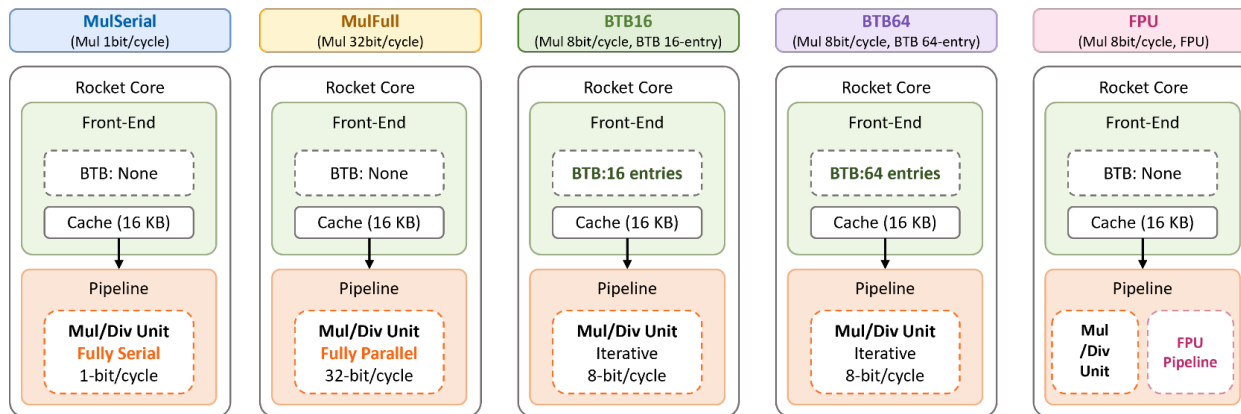 MulSerial
(Mul 1bit/cycle)
Rocket Core
Front-End
BTB: None
Cache (16 KB)
Pipeline
Mul/Div Unit
Fully Serial
1-bit/cycle
MulFull
(Mul 32bit/cycle)
Rocket Core
Front-End
BTB: None
Cache (16 KB)
Pipeline
Mul/Div Unit
Fully Parallel
32-bit/cycle
BTB16
(Mul 8bit/cycle, BTB 16-entry)
Rocket Core
Front-End
BTB:16 entries
Cache (16 KB)
Pipeline
Mul/Div Unit
Iterative
8-bit/cycle
BTB64
(Mul 8bit/cycle, BTB 64-entry)
Rocket Core
Front-End
BTB:64 entries
Cache (16 KB)
Pipeline
Mul/Div Unit
Iterative
8-bit/cycle
FPU
(Mul 8bit/cycle, FPU)
Rocket Core
Front-End
BTB: None
Cache (16 KB)
Pipeline
Mul
/Div
Unit
FPU
Pipeline